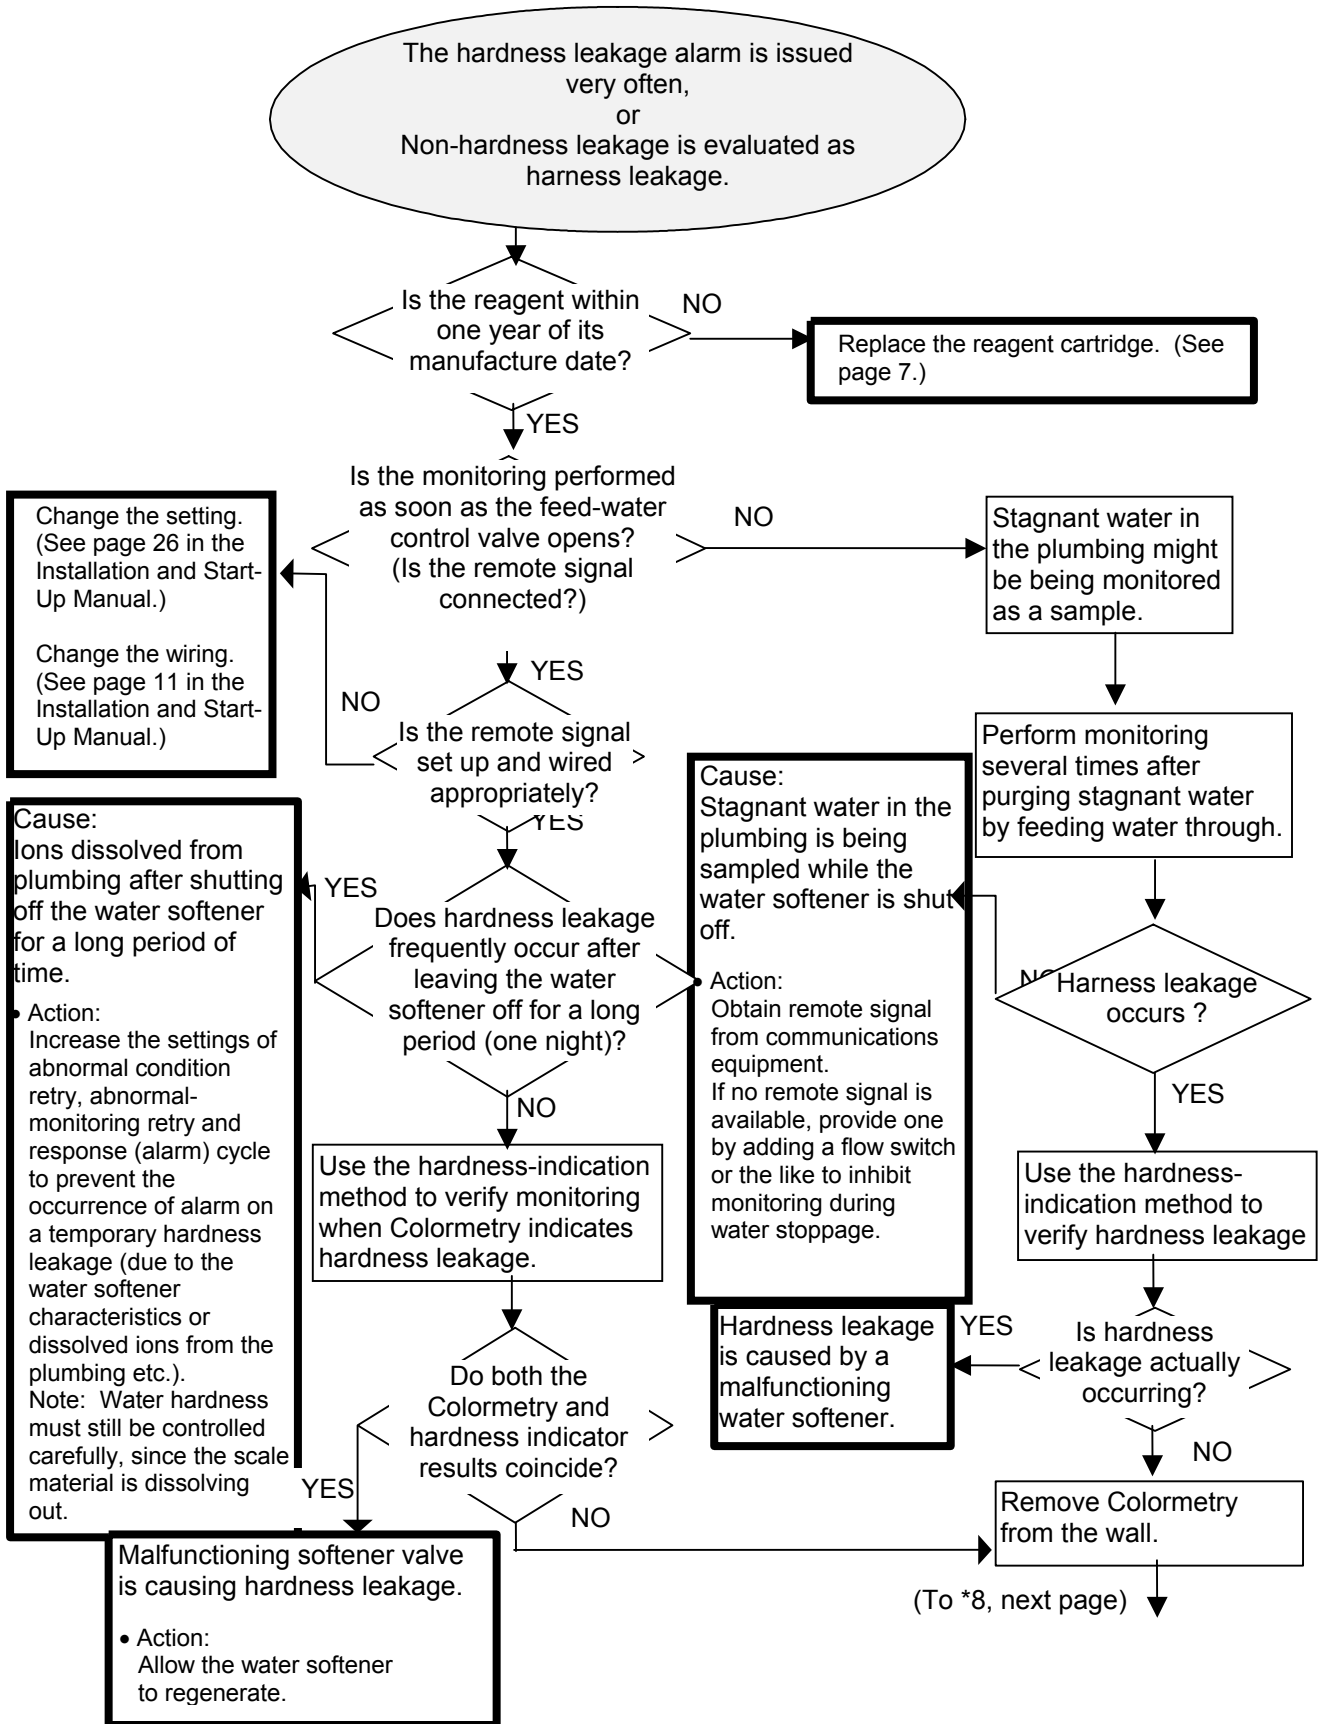 The hardness leakage alarm is issued
very often,
or
Non-hardness leakage is evaluated as
harness leakage.
Is the reagent within
one year of its
manufacture date?
NO
Replace the reagent cartridge. (See
page 7.)
YES
Is the monitoring performed
as soon as the feed-water
control valve opens?
(Is the remote signal
connected?)
NO
Stagnant water in
the plumbing might
be being monitored
as a sample.
Change the setting.
(See page 26 in the
Installation and Start-
Up Manual.)
Change the wiring.
(See page 11 in the
Installation and Start-
Up Manual.)
YES
NO
Is the remote signal
set up and wired
appropriately?
YES
Perform monitoring
several times after
purging stagnant water
by feeding water through.
Cause:
Stagnant water in the
plumbing is being
sampled while the
water softener is shut
off.
• Action:
Obtain remote signal
from communications
equipment.
If no remote signal is
available, provide one
by adding a flow switch
or the like to inhibit
monitoring during
water stoppage.
Cause:
Ions dissolved from
plumbing after shutting
off the water softener
for a long period of
time.
• Action:
Increase the settings of
abnormal condition
retry, abnormal-
monitoring retry and
response (alarm) cycle
to prevent the
occurrence of alarm on
a temporary hardness
leakage (due to the
water softener
characteristics or
dissolved ions from the
plumbing etc.).
Note: Water hardness
must still be controlled
carefully, since the scale
material is dissolving
out.
YES
Does hardness leakage
frequently occur after
leaving the water
softener off for a long
period (one night)?
NO
NO
Harness leakage
occurs ?
YES
Use the hardness-indication
method to verify monitoring
when Colormetry indicates
hardness leakage.
Use the hardness-
indication method to
verify hardness leakage
Hardness leakage
is caused by a
malfunctioning
water softener.
YES
Is hardness
leakage actually
occurring?
NO
Do both the
Colormetry and
hardness indicator
results coincide?
YES
NO
Remove Colormetry
from the wall.
(To *8, next page)
Malfunctioning softener valve
is causing hardness leakage.
• Action:
Allow the water softener
to regenerate.